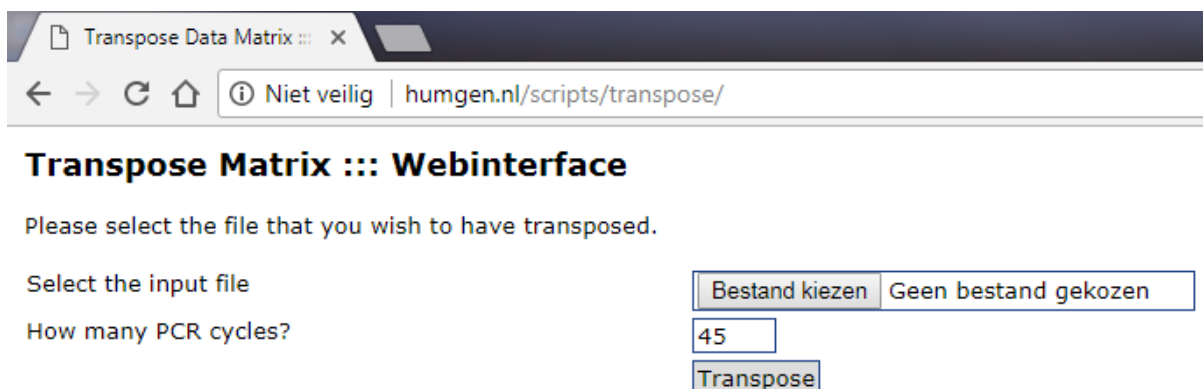 Transpose Data Matrix :::
Niet veilig | humgen.nl/scripts/transpose/
Transpose Matrix ::: Webinterface
Please select the file that you wish to have transposed.
Select the input file
Bestand kiezen Geen bestand gekozen
How many PCR cycles?
45
Transpose